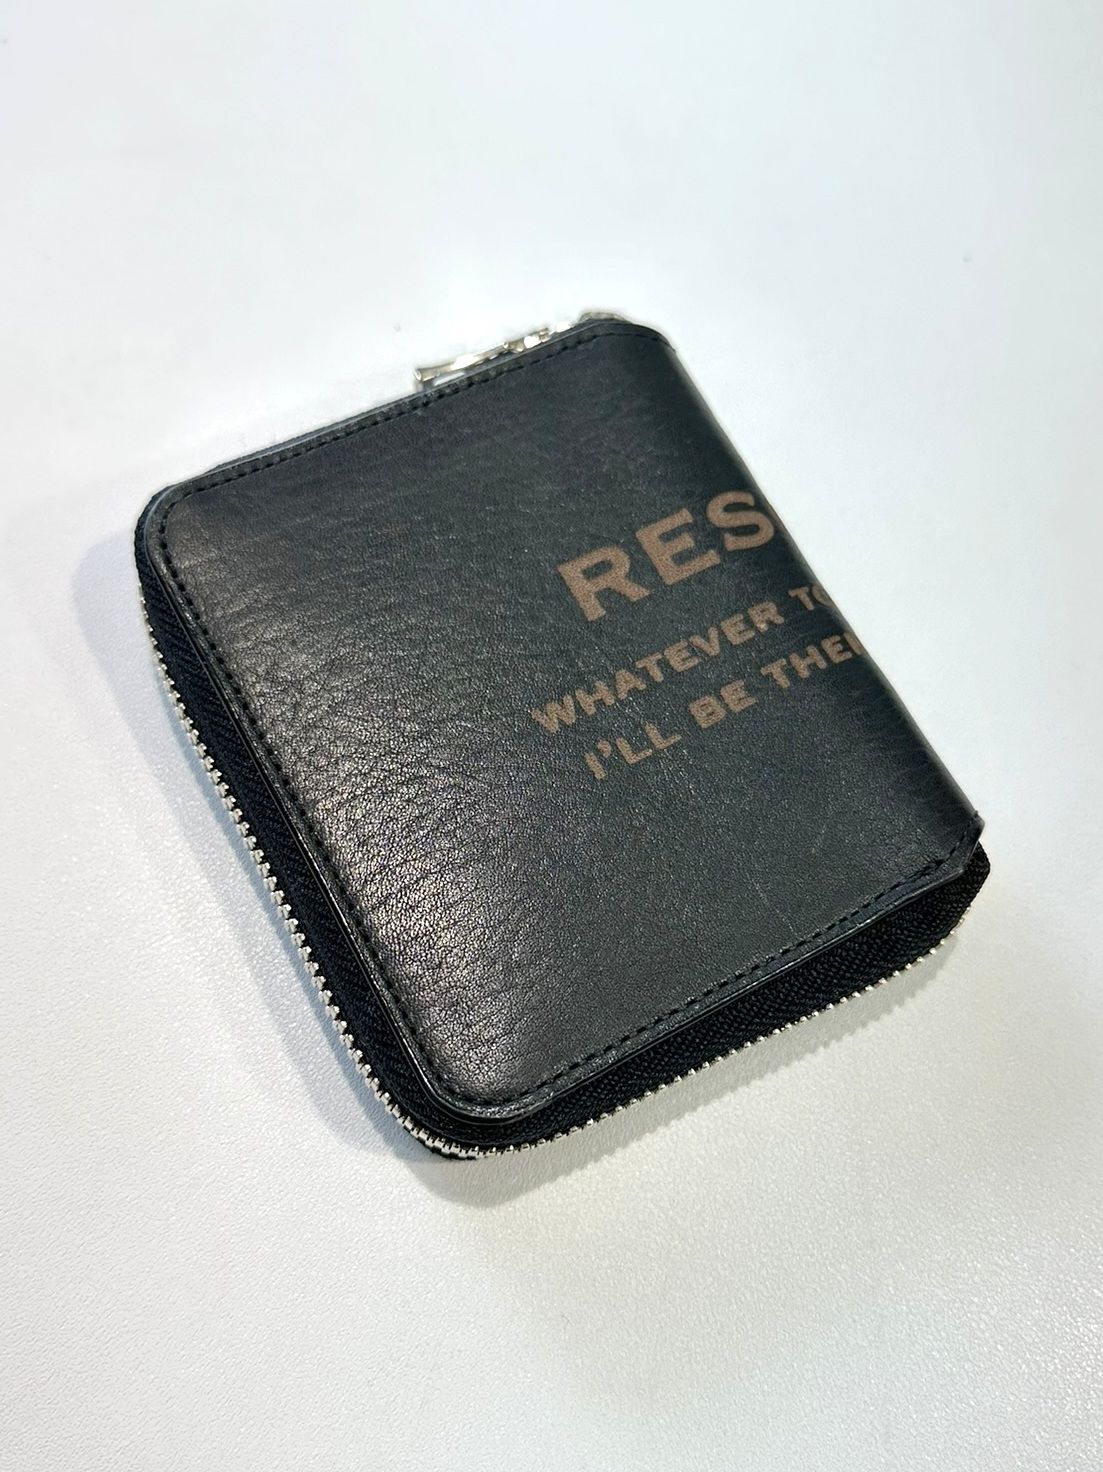 RES
WHATEVER TO
I'LL BE THE